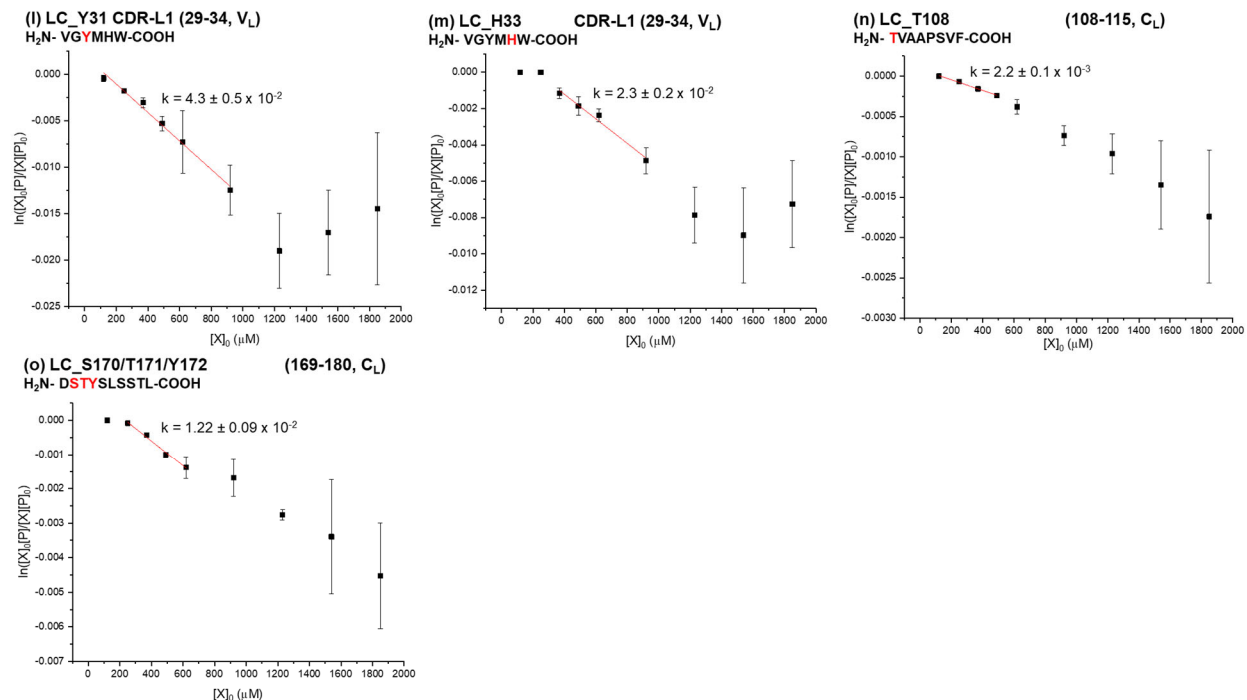 (l) LC_Y31 CDR-L1 (29-34, V_L)
H₂N- VGYMHW-COOH
k = 4.3 ± 0.5 x 10⁻²
ln([X]₀[P]/[X][P]₀)
0.000
-0.005
-0.010
-0.015
-0.020
-0.025
0 200 400 600 800 1000 1200 1400 1600 1800 2000
[X]₀ (μM)
(m) LC_H33 CDR-L1 (29-34, V_L)
H₂N- VGYMHW-COOH
k = 2.3 ± 0.2 x 10⁻²
ln([X]₀[P]/[X][P]₀)
0.000
-0.002
-0.004
-0.006
-0.008
-0.010
-0.012
0 200 400 600 800 1000 1200 1400 1600 1800 2000
[X]₀ (μM)
(n) LC_T108 (108-115, C_L)
H₂N- TVAAPSVF-COOH
k = 2.2 ± 0.1 x 10⁻³
ln([X]₀[P]/[X][P]₀)
0.0000
-0.0005
-0.0010
-0.0015
-0.0020
-0.0025
-0.0030
0 200 400 600 800 1000 1200 1400 1600 1800 2000
[X]₀ (μM)
(o) LC_S170/T171/Y172 (169-180, C_L)
H₂N- DSTYSLSSTL-COOH
k = 1.22 ± 0.09 x 10⁻²
ln([X]₀[P]/[X][P]₀)
0.000
-0.001
-0.002
-0.003
-0.004
-0.005
-0.006
-0.007
0 200 400 600 800 1000 1200 1400 1600 1800 2000
[X]₀ (μM)